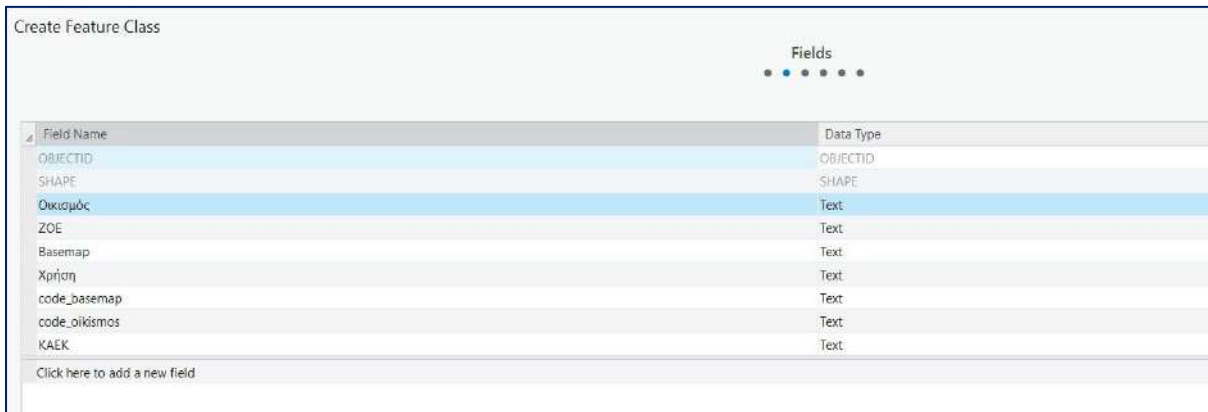 Create Feature Class
Fields
Field Name Data Type
OBJECTID OBJECTID
SHAPE SHAPE
Οικισμός Text
ZOE Text
Basemap Text
Χρήση Text
code_basemap Text
code_oikismos Text
KAEK Text
Click here to add a new field